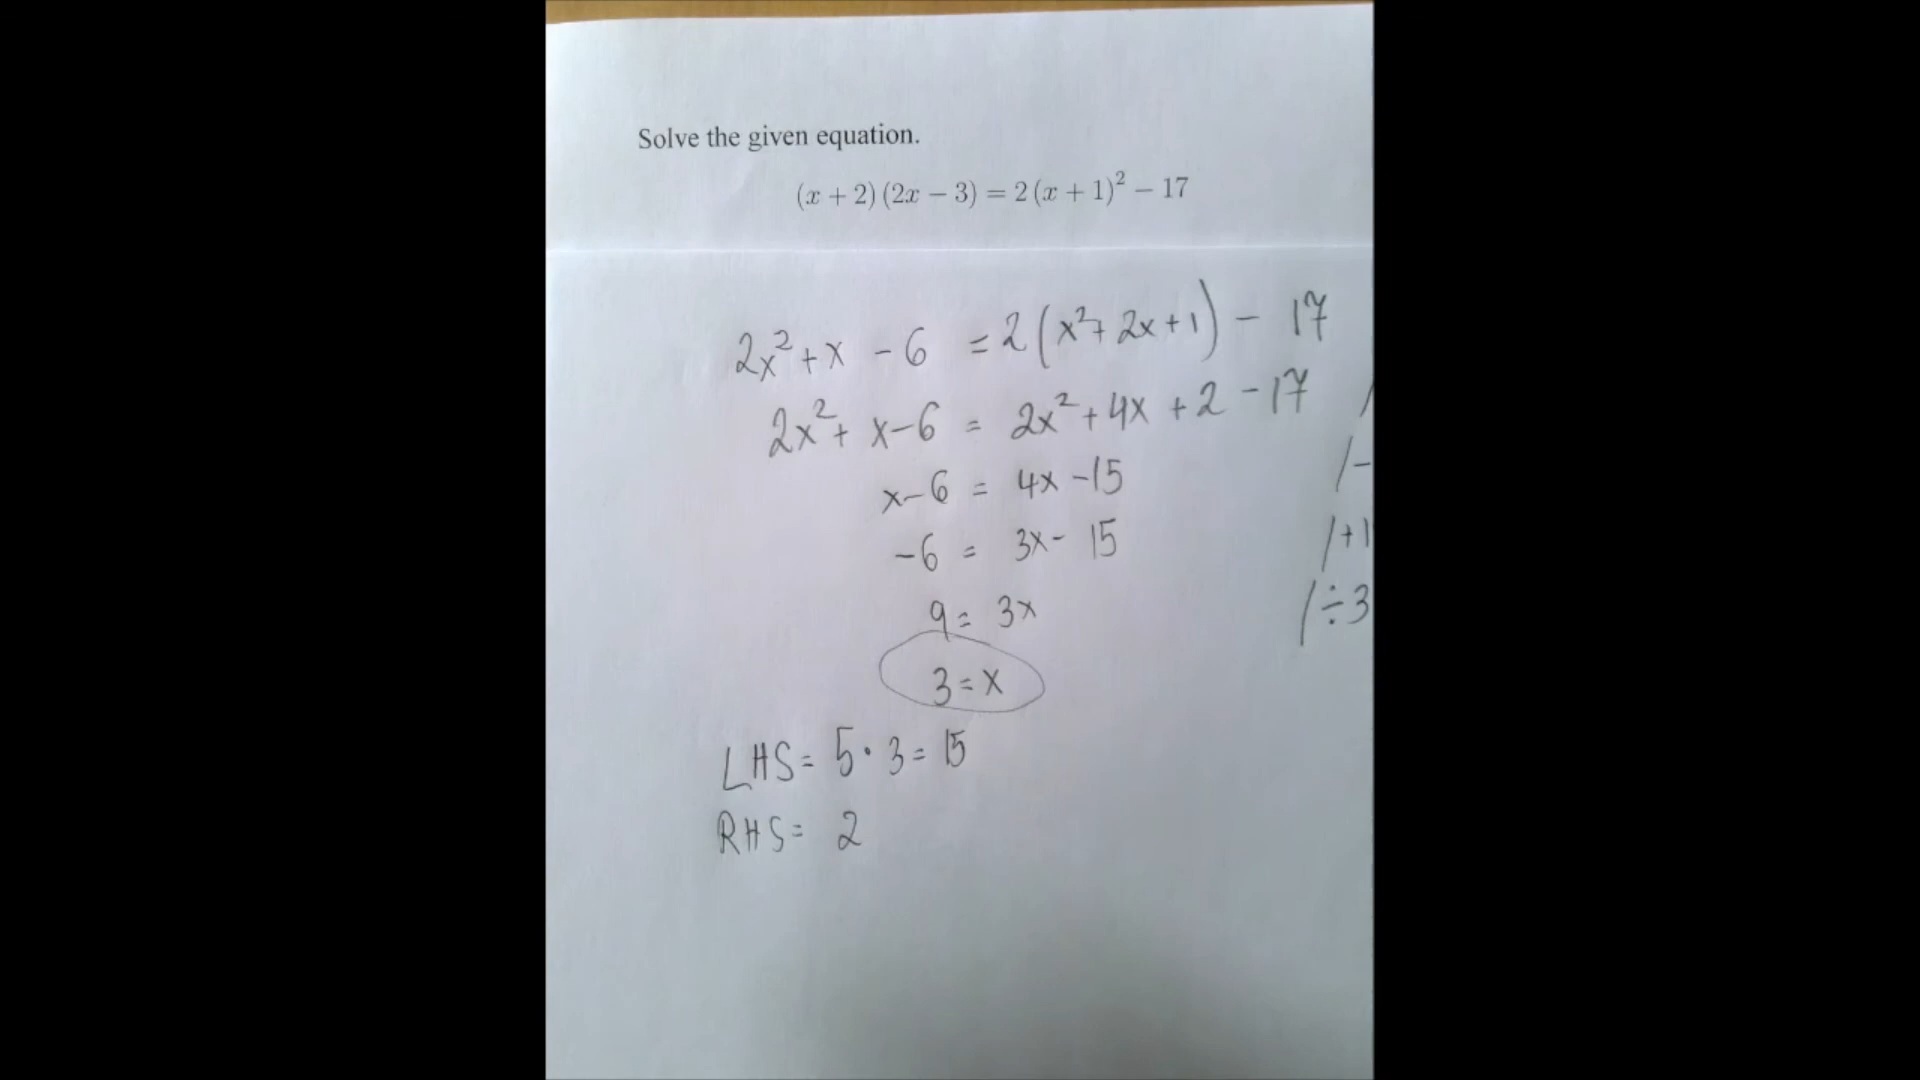 Solve the given equation.
(x + 2) (2x − 3) = 2 (x + 1)² − 17
2x² + x − 6 = 2(x² + 2x + 1) − 17
2x² + x − 6 = 2x² + 4x + 2 − 17 /
x − 6 = 4x − 15 /−
−6 = 3x − 15 /+1
9 = 3x /÷3
3 = x
LHS = 5 · 3 = 15
RHS = 2